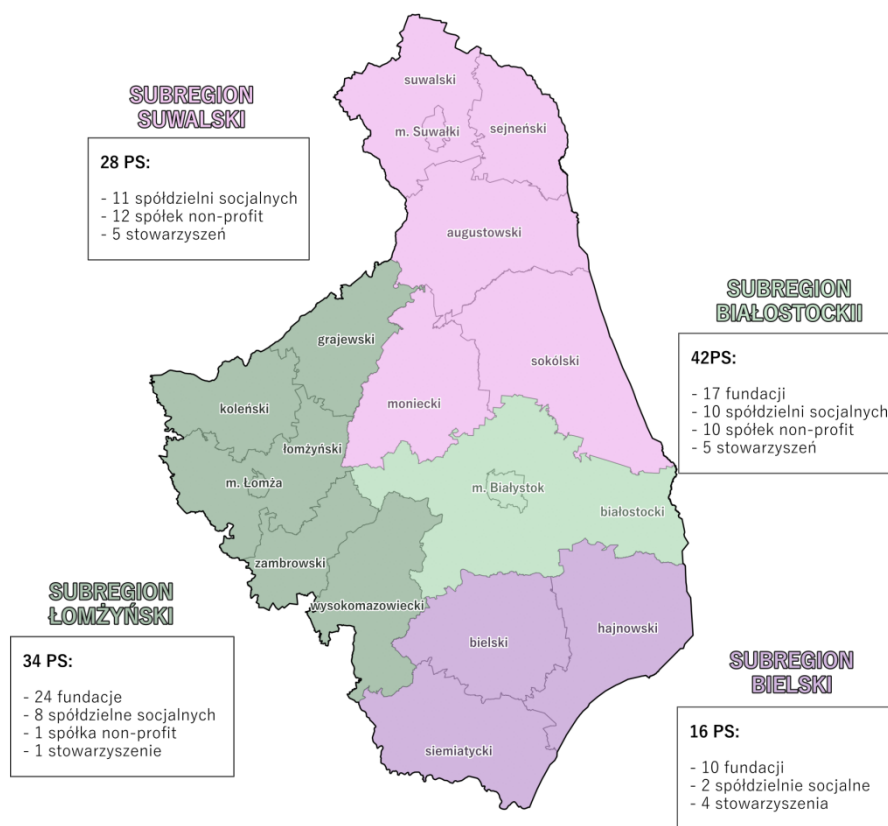 SUBREGION
SUWALSKI
28 PS:
- 11 spółdzielni socjalnych
- 12 spółek non-profit
- 5 stowarzyszeń
suwalski
m. Suwałki
sejneński
augustowski
SUBREGION
BIAŁOSTOCKII
42PS:
- 17 fundacji
- 10 spółdzielni socjalnych
- 10 spółek non-profit
- 5 stowarzyszeń
grajewski
sokólski
moniecki
koleński
łomżyński
m. Łomża
m. Białystok
białostocki
zambrowski
wysokomazowiecki
bielski
hajnowski
siemiatycki
SUBREGION
ŁOMŻYŃSKI
34 PS:
- 24 fundacje
- 8 spółdzielne socjalnych
- 1 spółka non-profit
- 1 stowarzyszenie
SUBREGION
BIELSKI
16 PS:
- 10 fundacji
- 2 spółdzielnie socjalne
- 4 stowarzyszenia